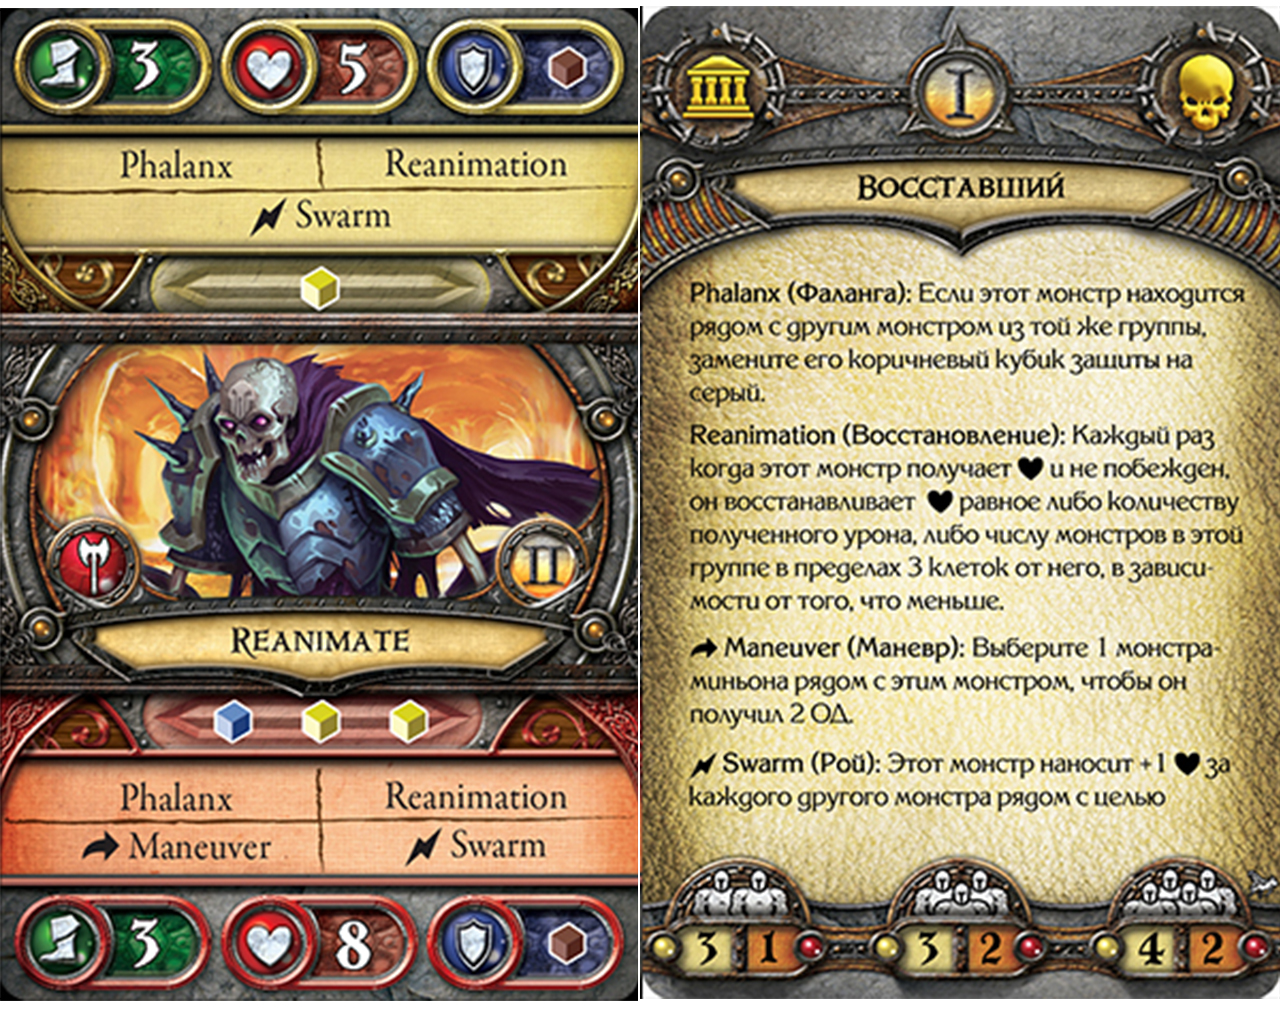 3
5
Phalanx
Reanimation
Swarm
II
Reanimate
Phalanx
Reanimation
Maneuver
Swarm
3
8
I
Восставший
Phalanx (Фаланга): Если этот монстр находится
рядом с другим монстром из той же группы,
замените его коричневый кубик защиты на
серый.
Reanimation (Восстановление): Каждый раз
когда этот монстр получает и не побежден,
он восстанавливает равное либо количеству
полученного урона, либо числу монстров в этой
группе в пределах 3 клеток от него, в зависи-
мости от того, что меньше.
Maneuver (Маневр): Выберите 1 монстра-
миньона рядом с этим монстром, чтобы он
получил 2 ОД.
Swarm (Рой): Этот монстр наносит +1 за
каждого другого монстра рядом с целью
3 1 3 2 4 2